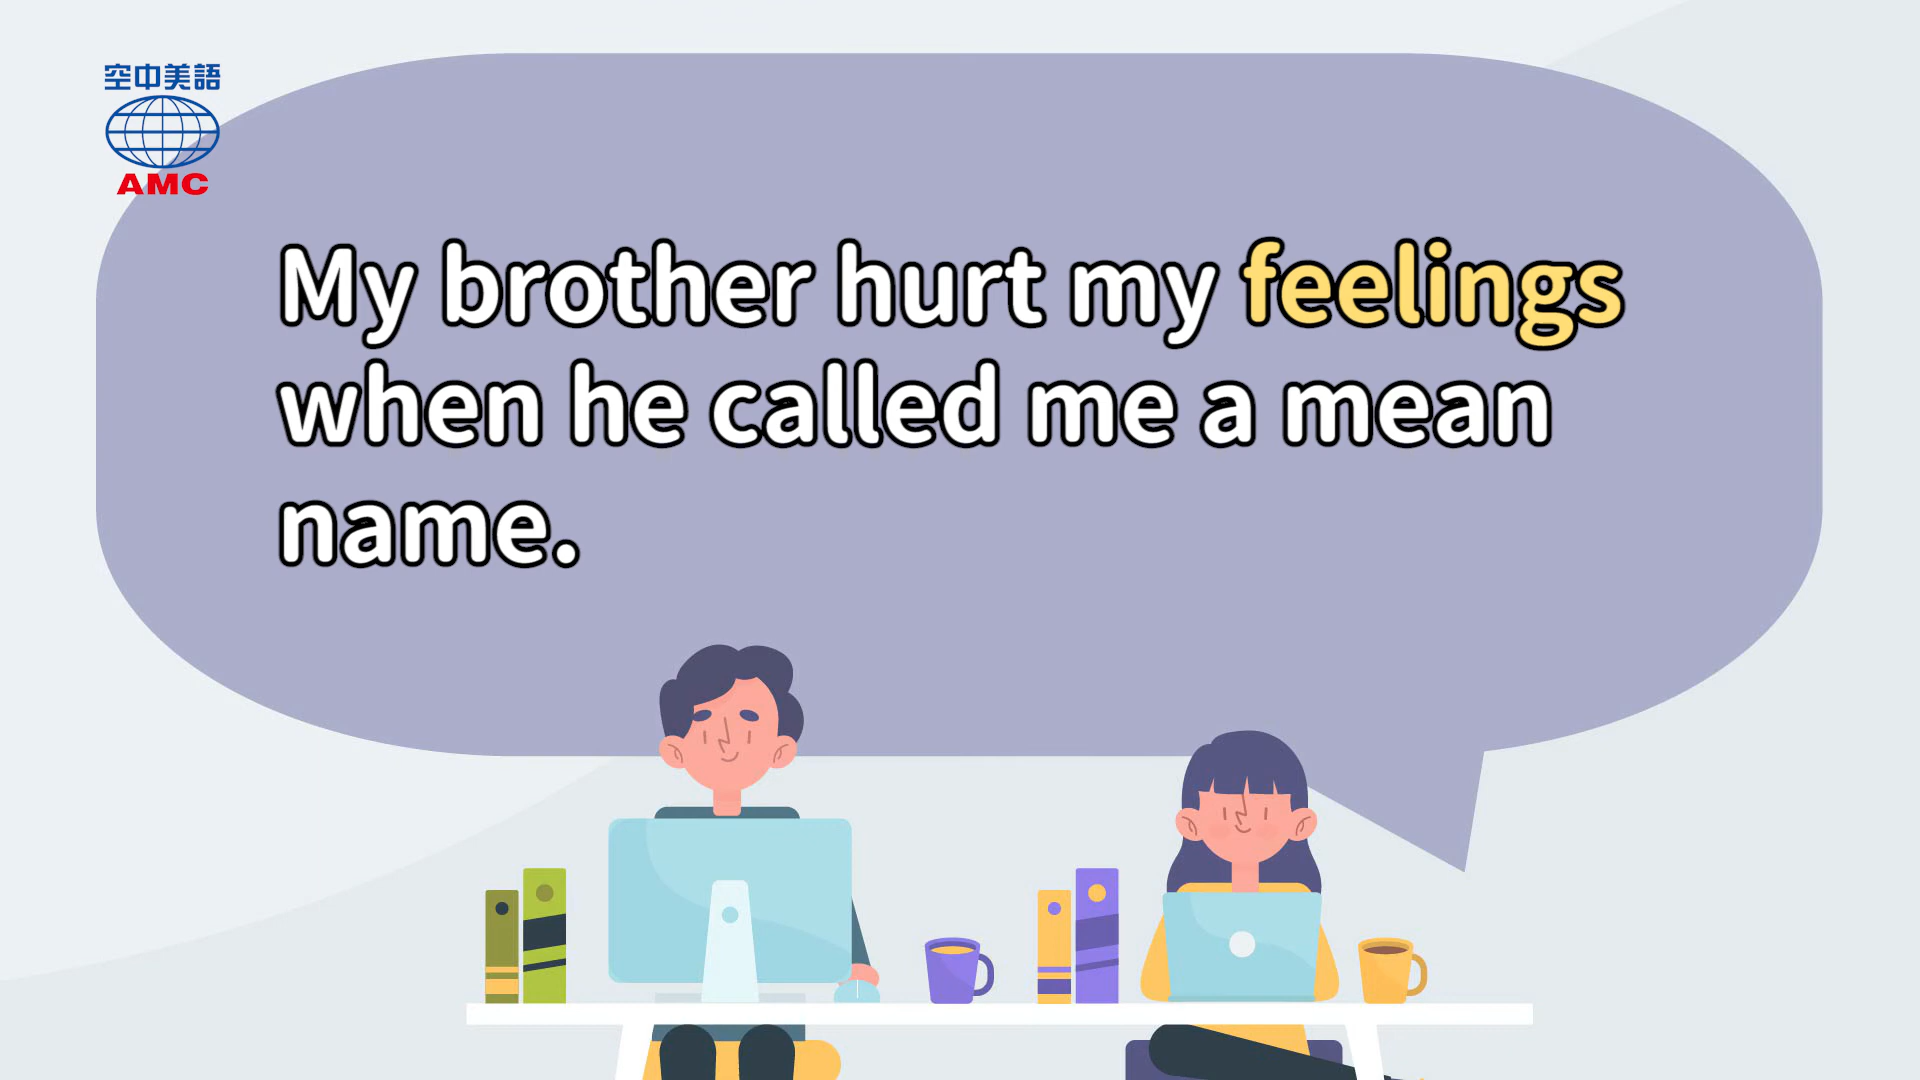 空中美語
AMC
My brother hurt my feelings
when he called me a mean
name.